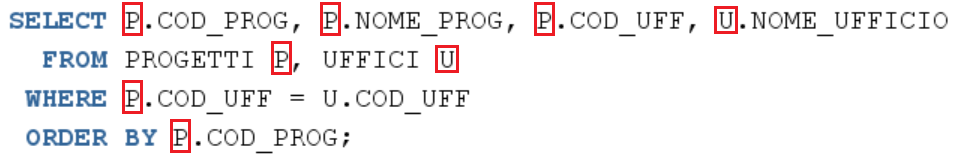 SELECT P.COD_PROG, P.NOME_PROG, P.COD_UFF, U.NOME_UFFICIO
FROM PROGETTI P, UFFICI U
WHERE P.COD_UFF = U.COD_UFF
ORDER BY P.COD_PROG;